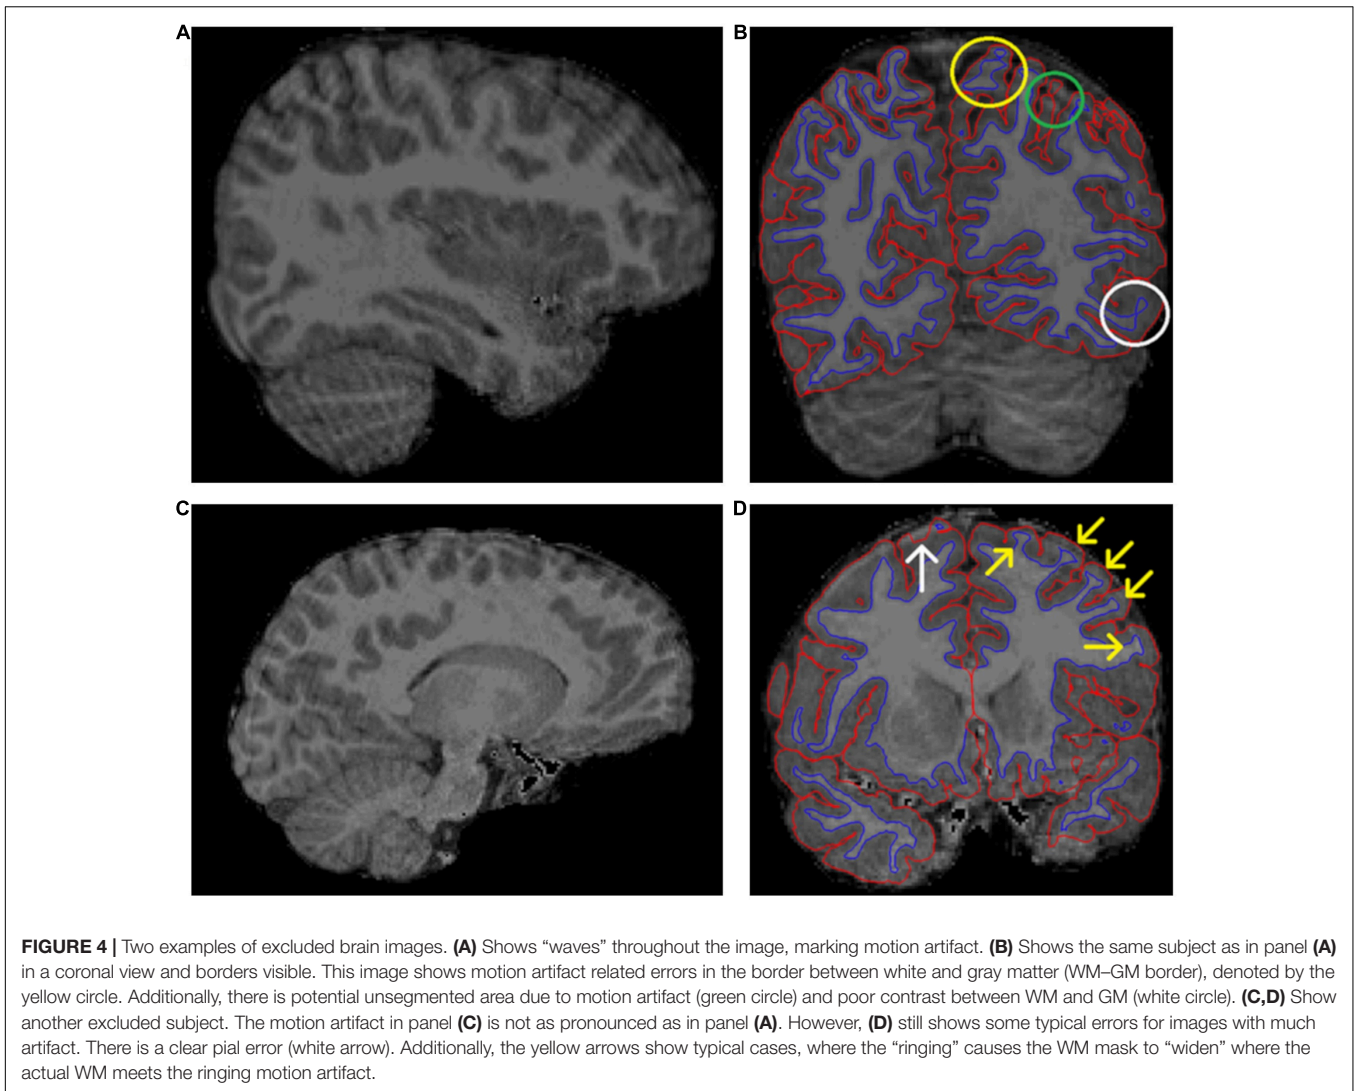 A
B
C
D
FIGURE 4 | Two examples of excluded brain images. (A) Shows “waves” throughout the image, marking motion artifact. (B) Shows the same subject as in panel (A)
in a coronal view and borders visible. This image shows motion artifact related errors in the border between white and gray matter (WM–GM border), denoted by the
yellow circle. Additionally, there is potential unsegmented area due to motion artifact (green circle) and poor contrast between WM and GM (white circle). (C,D) Show
another excluded subject. The motion artifact in panel (C) is not as pronounced as in panel (A). However, (D) still shows some typical errors for images with much
artifact. There is a clear pial error (white arrow). Additionally, the yellow arrows show typical cases, where the “ringing” causes the WM mask to “widen” where the
actual WM meets the ringing motion artifact.